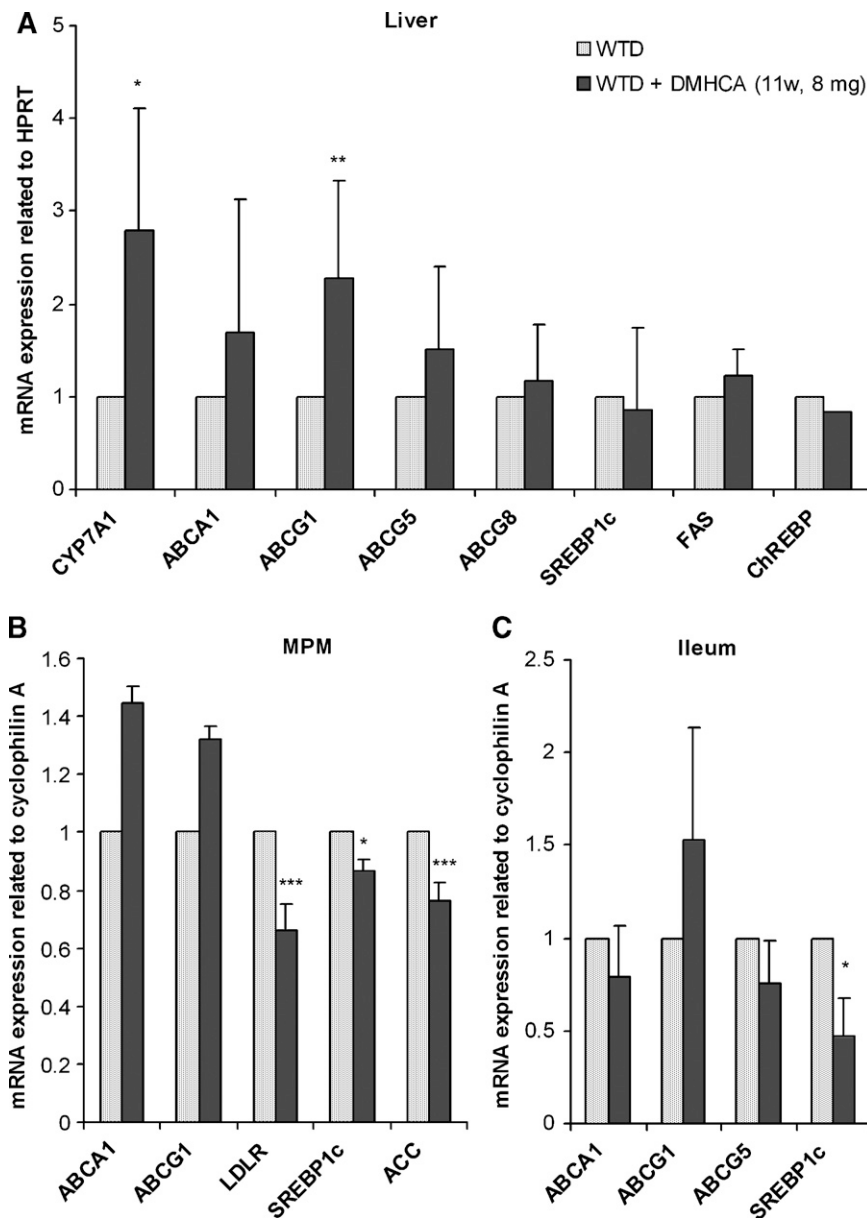 A
Liver
WTD
WTD + DMHCA (11w, 8 mg)
mRNA expression related to HPRT
5
4
3
2
1
0
*
**
CYP7A1
ABCA1
ABCG1
ABCG5
ABCG8
SREBP1c
FAS
ChREBP
B
MPM
mRNA expression related to cyclophilin A
1.6
1.4
1.2
1
0.8
0.6
0.4
0.2
0
***
*
***
ABCA1
ABCG1
LDLR
SREBP1c
ACC
C
Ileum
mRNA expression related to cyclophilin A
2.5
2
1.5
1
0.5
0
*
ABCA1
ABCG1
ABCG5
SREBP1c